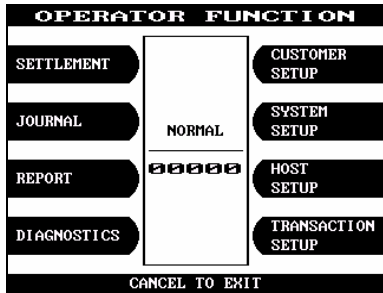 OPERATOR FUNCTION
SETTLEMENT
JOURNAL
REPORT
DIAGNOSTICS
NORMAL
00000
CUSTOMER
SETUP
SYSTEM
SETUP
HOST
SETUP
TRANSACTION
SETUP
CANCEL TO EXIT